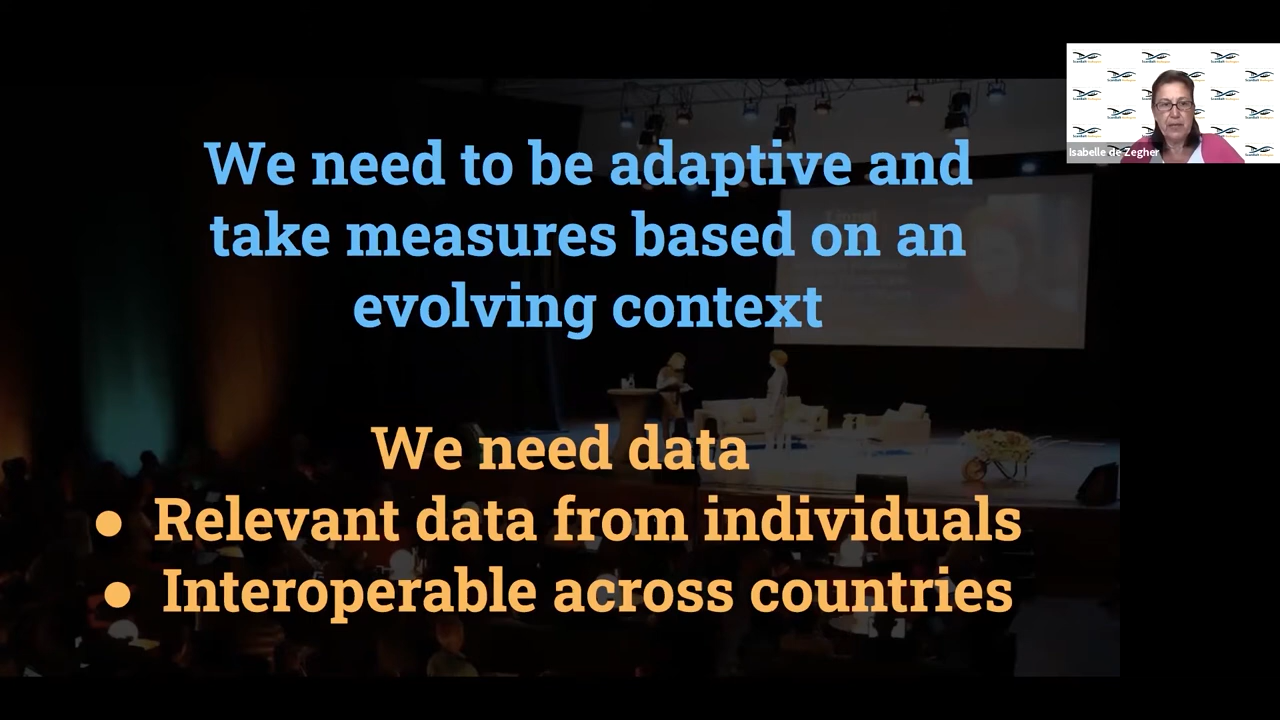 We need to be adaptive and
take measures based on an
evolving context
We need data
● Relevant data from individuals
● Interoperable across countries
Isabelle de Zegher